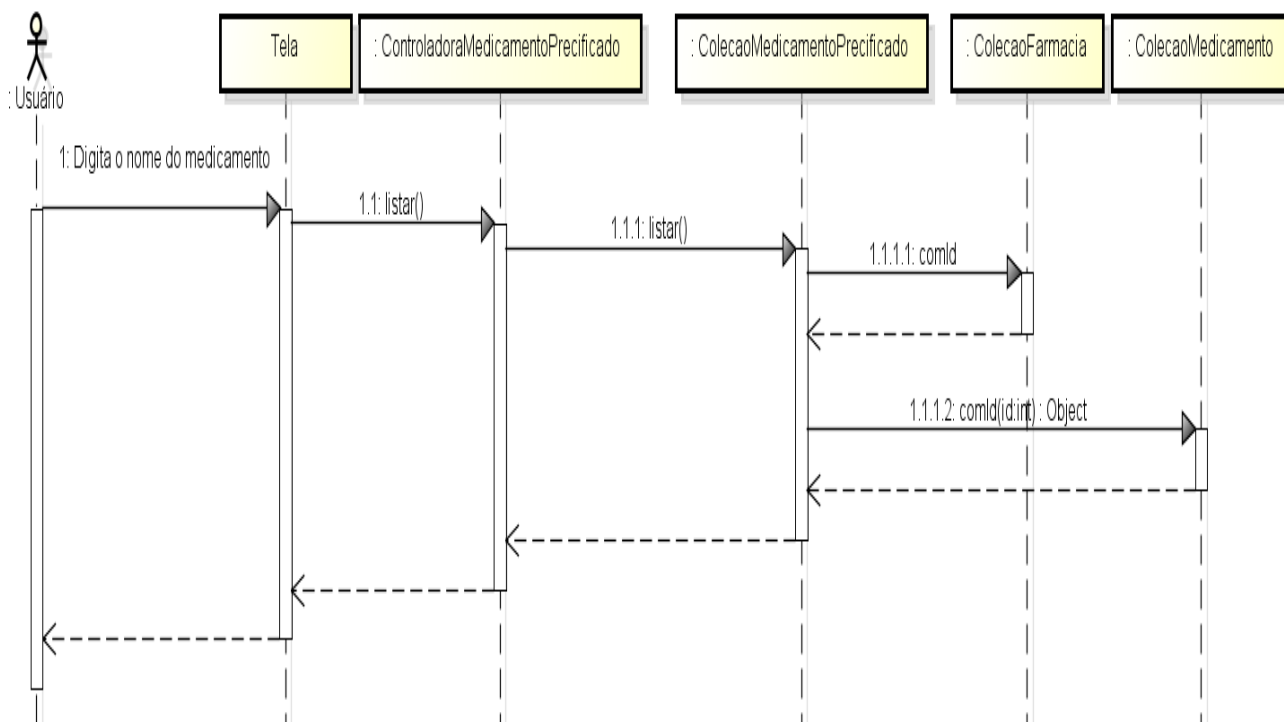 : Usuário
Tela
: ControladoraMedicamentoPrecificado
: ColecaoMedicamentoPrecificado
: ColecaoFarmacia
: ColecaoMedicamento
1: Digita o nome do medicamento
1.1: listar()
1.1.1: listar()
1.1.1.1: comId
1.1.1.2: comId(id:int) : Object